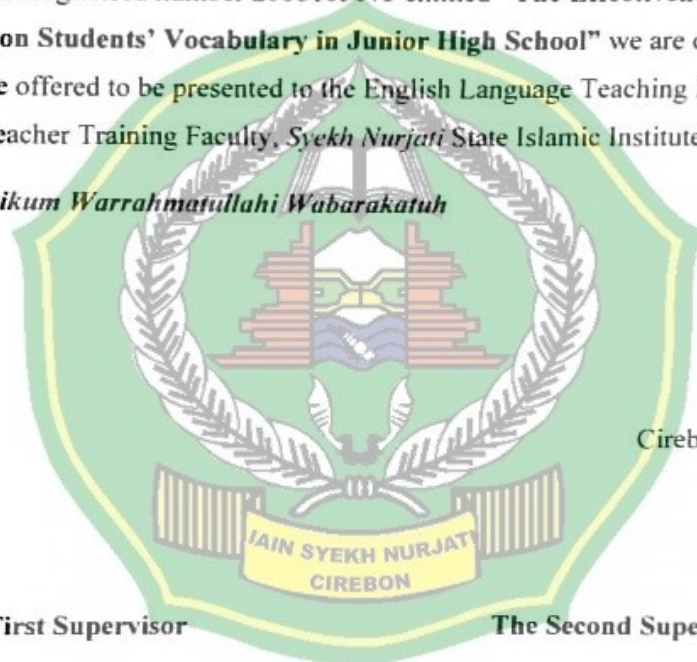 on Students' Vocabulary in Junior High School" we are
offered to be presented to the English Language Teaching
eacher Training Faculty, Syekh Nurjati State Islamic Institute
ikum Warrahmatullahi Wabarakatuh
Cireb
IAIN SYEKH NURJATI
CIREBON
First Supervisor The Second Supe